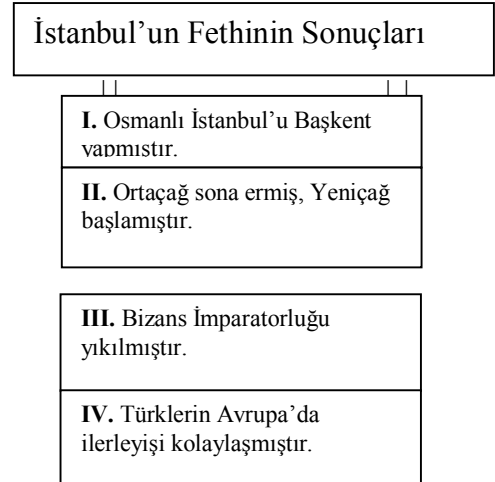 İstanbul’un Fethinin Sonuçları
I. Osmanlı İstanbul’u Başkent
yapmıştır.
II. Ortaçağ sona ermiş, Yeniçağ
başlamıştır.
III. Bizans İmparatorluğu
yıkılmıştır.
IV. Türklerin Avrupa’da
ilerleyişi kolaylaşmıştır.